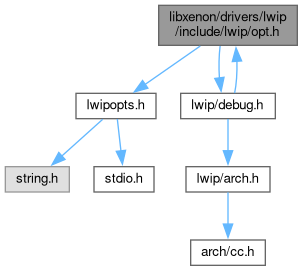 libxenon/drivers/lwip
/include/lwip/opt.h
lwipopts.h
lwip/debug.h
string.h
stdio.h
lwip/arch.h
arch/cc.h